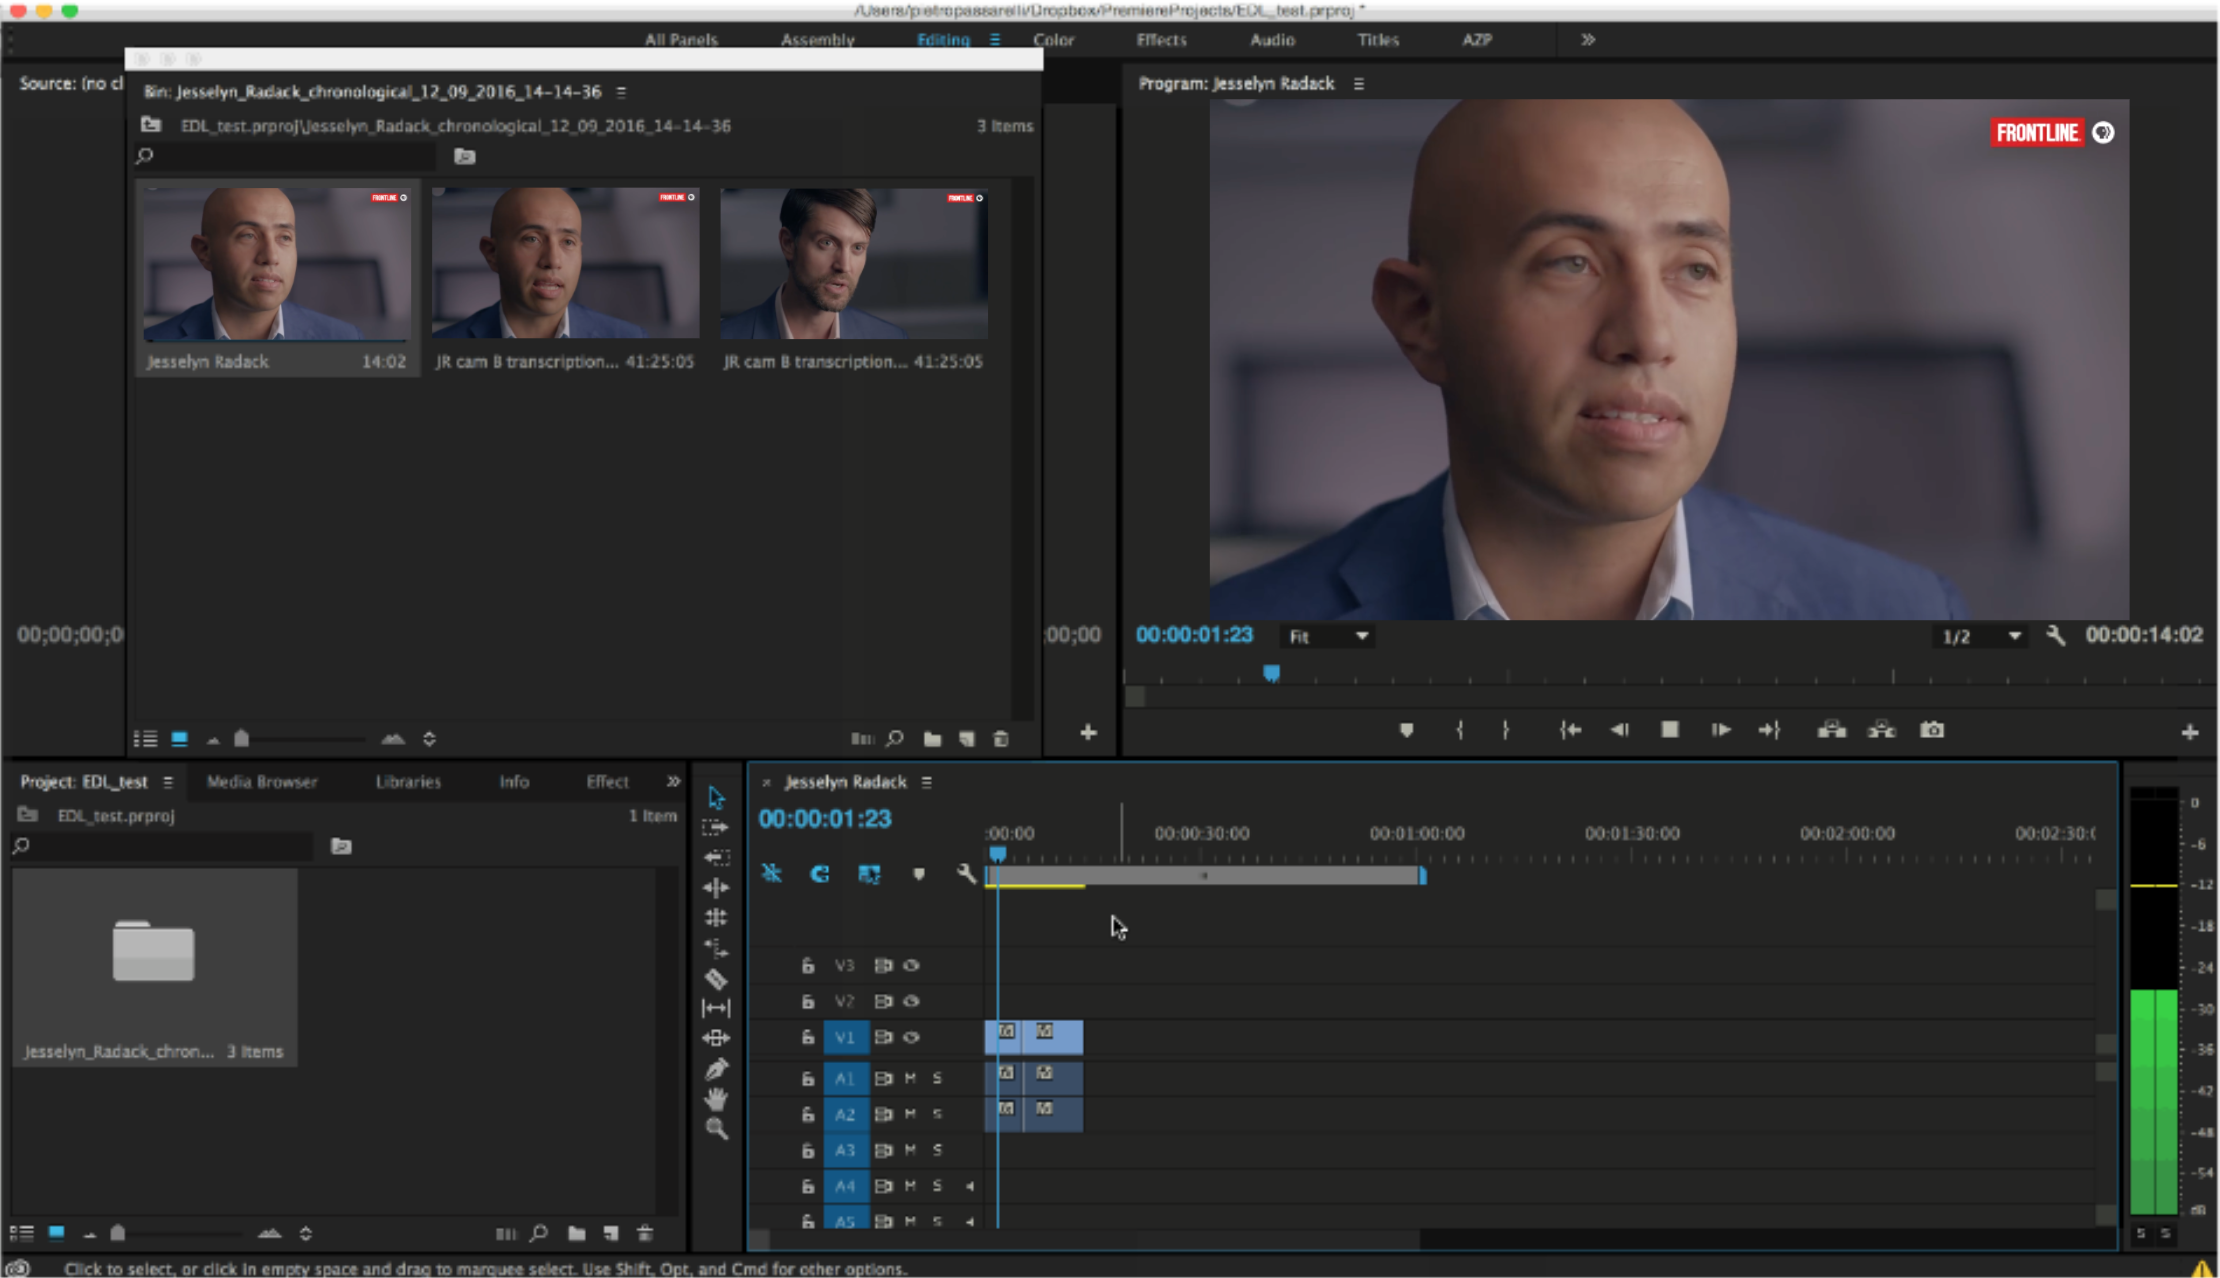 /Users/pietropassarelli/Dropbox/PremiereProjects/EDL_test.prproj *
All Panels Assembly Editing Color Effects Audio Titles AZP
Source: (no cl
Bin: Jesselyn_Radack_chronological_12_09_2016_14-14-36
EDL_test.prproj\Jesselyn_Radack_chronological_12_09_2016_14-14-36 3 Items
FRONTLINE
FRONTLINE
FRONTLINE
Jesselyn Radack 14:02
JR cam B transcription... 41:25:05
JR cam B transcription... 41:25:05
Program: Jesselyn Radack
FRONTLINE
00;00;00;0
;00;00
00:00:01:23 Fit 1/2 00:00:14:02
Project: EDL_test Media Browser Libraries Info Effect
EDL_test.prproj 1 Item
Jesselyn_Radack_chron... 3 Items
× Jesselyn Radack
00:00:01:23
:00:00 00:00:30:00 00:01:00:00 00:01:30:00 00:02:00:00 00:02:30:0
V3
V2
V1
A1 M S
A2 M S
A3 M S
A4 M S
A5 M S
0
-6
-12
-18
-24
-30
-36
-42
-48
-54
dB
S S
Click to select, or click in empty space and drag to marquee select. Use Shift, Opt, and Cmd for other options.